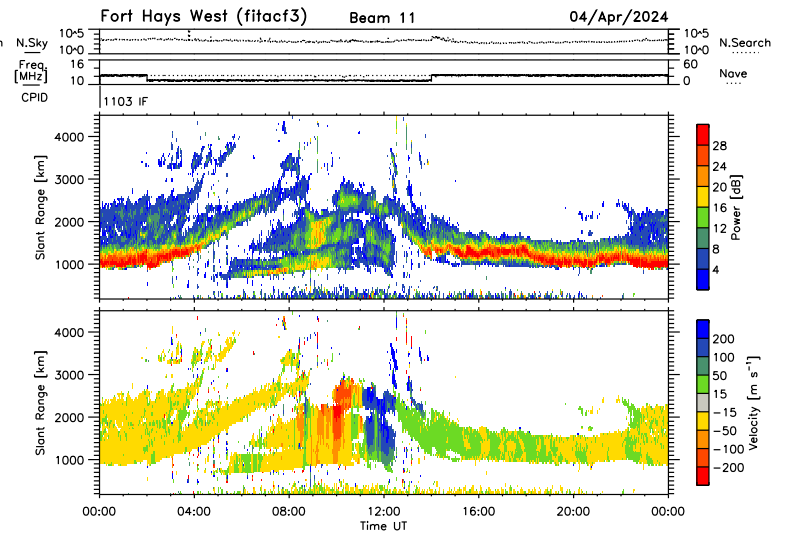 Fort Hays West (fitacf3) Beam 11 04/Apr/2024
N.Sky 10^5 10^0 10^5 10^0 N.Search
Freq. [MHz] 16 10 60 0 Nave
CPID 1103 IF
Slant Range [km]
4000
3000
2000
1000
28
24
20
16
12
8
4
Power [dB]
Slant Range [km]
4000
3000
2000
1000
200
100
50
15
-15
-50
-100
-200
Velocity [m s⁻¹]
00:00 04:00 08:00 12:00 16:00 20:00 00:00
Time UT